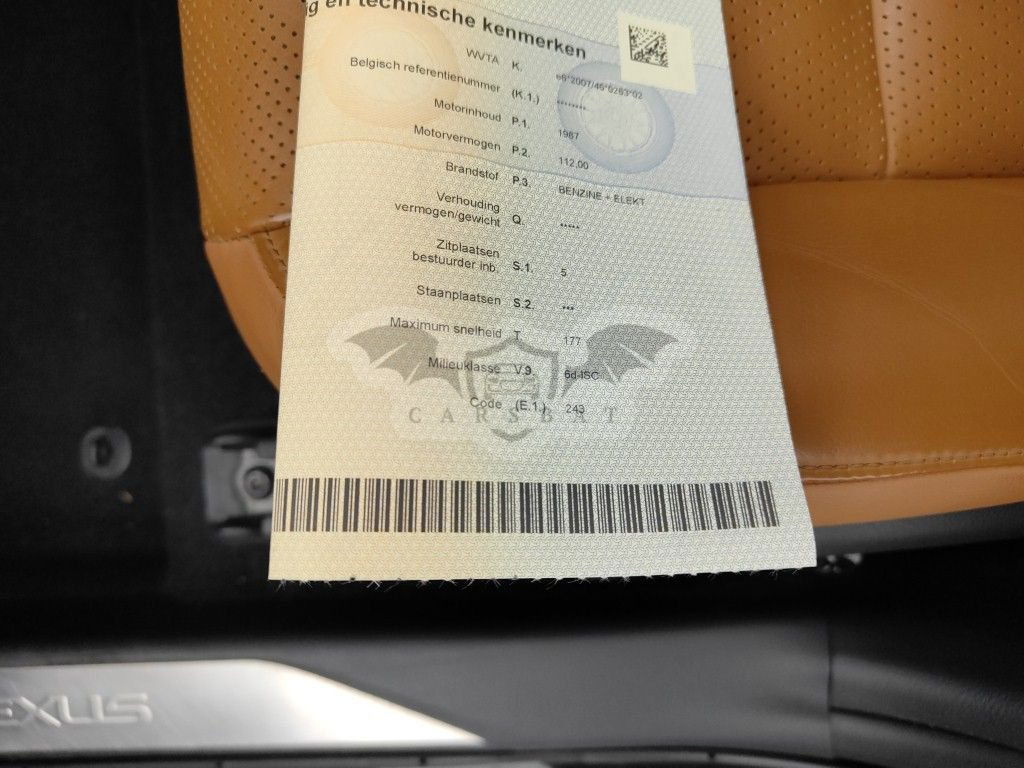 g en technische kenmerken
WVTA K. e6*2007/46*0263*02
Belgisch referentienummer (K.1.) ********
Motorinhoud P.1. 1987
Motorvermogen P.2. 112,00
Brandstof P.3. BENZINE + ELEKT
Verhouding
vermogen/gewicht Q. *****
Zitplaatsen
bestuurder inb. S.1. 5
Staanplaatsen S.2. ***
Maximum snelheid T. 177
Milieuklasse V.9. 6d-ISC
Code (E.1.) 243
CARSBAT
EXUS